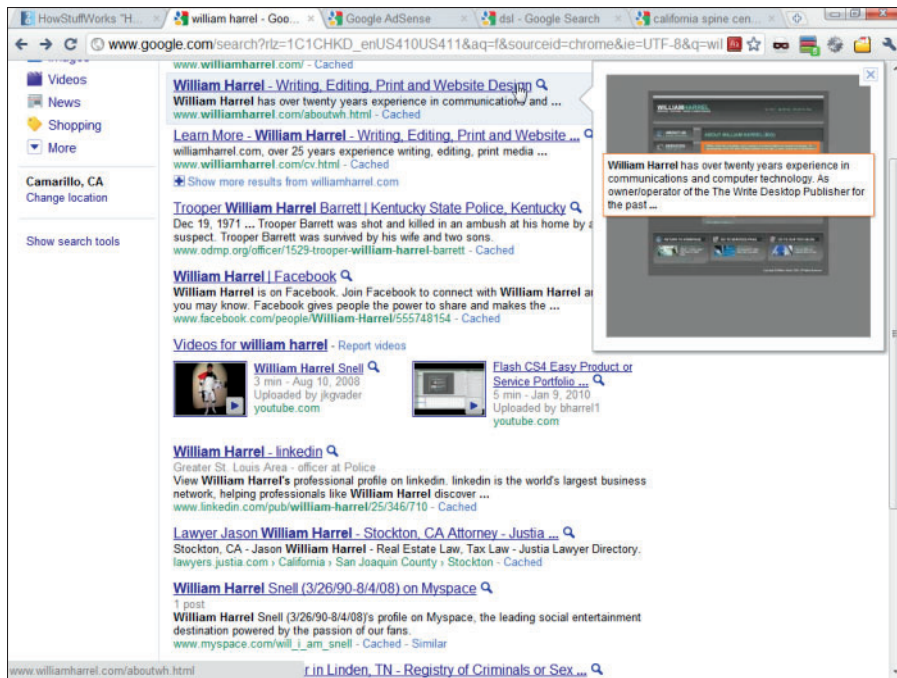 HowStuffWorks "H...
william harrel - Goo...
Google AdSense
dsl - Google Search
california spine cen...
www.google.com/search?rlz=1C1CHKD_enUS410US411&aq=f&sourceid=chrome&ie=UTF-8&q=wil
Images
Videos
News
Shopping
More
Camarillo, CA
Change location
Show search tools
www.williamharrel.com/ - Cached
William Harrel - Writing, Editing, Print and Website Design
William Harrel has over twenty years experience in communications and ...
www.williamharrel.com/aboutwh.html - Cached
Learn More - William Harrel - Writing, Editing, Print and Website ...
williamharrel.com, over 25 years experience writing, editing, print media ...
www.williamharrel.com/cv.html - Cached
Show more results from williamharrel.com
Trooper William Harrel Barrett | Kentucky State Police, Kentucky
Dec 19, 1971 ... Trooper Barrett was shot and killed in an ambush at his home by a
suspect. Trooper Barrett was survived by his wife and two sons.
www.odmp.org/officer/1529-trooper-william-harrel-barrett - Cached
William Harrel | Facebook
William Harrel is on Facebook. Join Facebook to connect with William Harrel a
you may know. Facebook gives people the power to share and makes the ...
www.facebook.com/people/William-Harrel/555748154 - Cached
Videos for william harrel - Report videos
William Harrel Snell
3 min - Aug 10, 2008
Uploaded by jkgvader
youtube.com
Flash CS4 Easy Product or
Service Portfolio ...
5 min - Jan 9, 2010
Uploaded by bharrel1
youtube.com
William Harrel - linkedin
Greater St. Louis Area - officer at Police
View William Harrel's professional profile on linkedin. linkedin is the world's largest business
network, helping professionals like William Harrel discover ...
www.linkedin.com/pub/william-harrel/25/346/710 - Cached
Lawyer Jason William Harrel - Stockton, CA Attorney - Justia ...
Stockton, CA - Jason William Harrel - Real Estate Law, Tax Law - Justia Lawyer Directory.
lawyers.justia.com › California › San Joaquin County › Stockton - Cached
William Harrel Snell (3/26/90-8/4/08) on Myspace
1 post
William Harrel Snell (3/26/90-8/4/08)'s profile on Myspace, the leading social entertainment
destination powered by the passion of our fans.
www.myspace.com/will_i_am_snell - Cached - Similar
r in Linden, TN - Registry of Criminals or Sex ...
www.williamharrel.com/aboutwh.html
WILLIAMHARREL
ABOUT WILLIAM HARREL
William Harrel has over twenty years experience in
communications and computer technology. As
owner/operator of the The Write Desktop Publisher for
the past ...